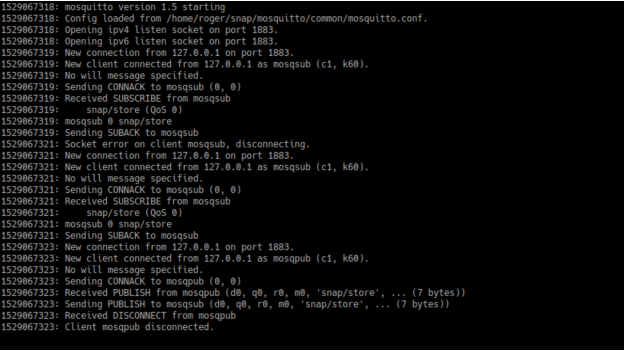 1529067318: mosquitto version 1.5 starting
1529067318: Config loaded from /home/roger/snap/mosquitto/common/mosquitto.conf.
1529067318: Opening ipv4 listen socket on port 1883.
1529067318: Opening ipv6 listen socket on port 1883.
1529067319: New connection from 127.0.0.1 on port 1883.
1529067319: New client connected from 127.0.0.1 as mosqsub (c1, k60).
1529067319: No will message specified.
1529067319: Sending CONNACK to mosqsub (0, 0)
1529067319: Received SUBSCRIBE from mosqsub
1529067319:     snap/store (QoS 0)
1529067319: mosqsub 0 snap/store
1529067319: Sending SUBACK to mosqsub
1529067321: Socket error on client mosqsub, disconnecting.
1529067321: New connection from 127.0.0.1 on port 1883.
1529067321: New client connected from 127.0.0.1 as mosqsub (c1, k60).
1529067321: No will message specified.
1529067321: Sending CONNACK to mosqsub (0, 0)
1529067321: Received SUBSCRIBE from mosqsub
1529067321:     snap/store (QoS 0)
1529067321: mosqsub 0 snap/store
1529067321: Sending SUBACK to mosqsub
1529067323: New connection from 127.0.0.1 on port 1883.
1529067323: New client connected from 127.0.0.1 as mosqpub (c1, k60).
1529067323: No will message specified.
1529067323: Sending CONNACK to mosqpub (0, 0)
1529067323: Received PUBLISH from mosqpub (d0, q0, r0, m0, 'snap/store', ... (7 bytes))
1529067323: Sending PUBLISH to mosqsub (d0, q0, r0, m0, 'snap/store', ... (7 bytes))
1529067323: Received DISCONNECT from mosqpub
1529067323: Client mosqpub disconnected.